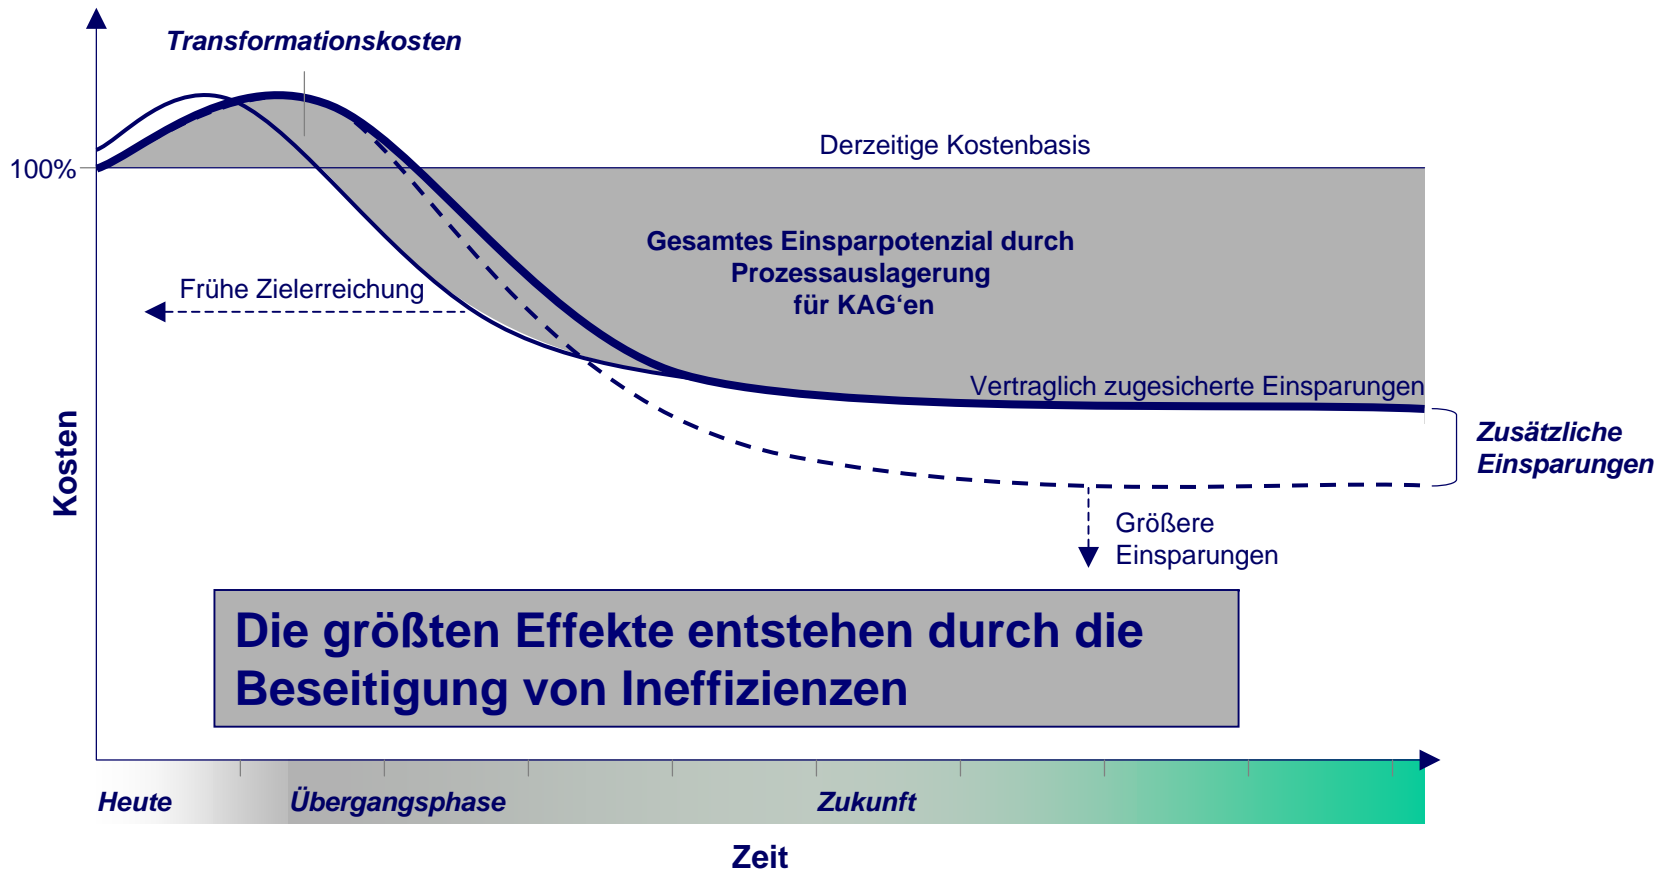 Transformationskosten
Derzeitige Kostenbasis
100%
Gesamtes Einsparpotenzial durch
Prozessauslagerung
für KAG‘en
Frühe Zielerreichung
Vertraglich zugesicherte Einsparungen
Zusätzliche
Einsparungen
Kosten
Größere
Einsparungen
Die größten Effekte entstehen durch die
Beseitigung von Ineffizienzen
Heute
Übergangsphase
Zukunft
Zeit